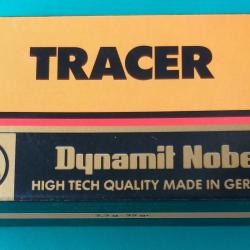 TRACER
Dynamit Nobe
HIGH TECH QUALITY MADE IN GER